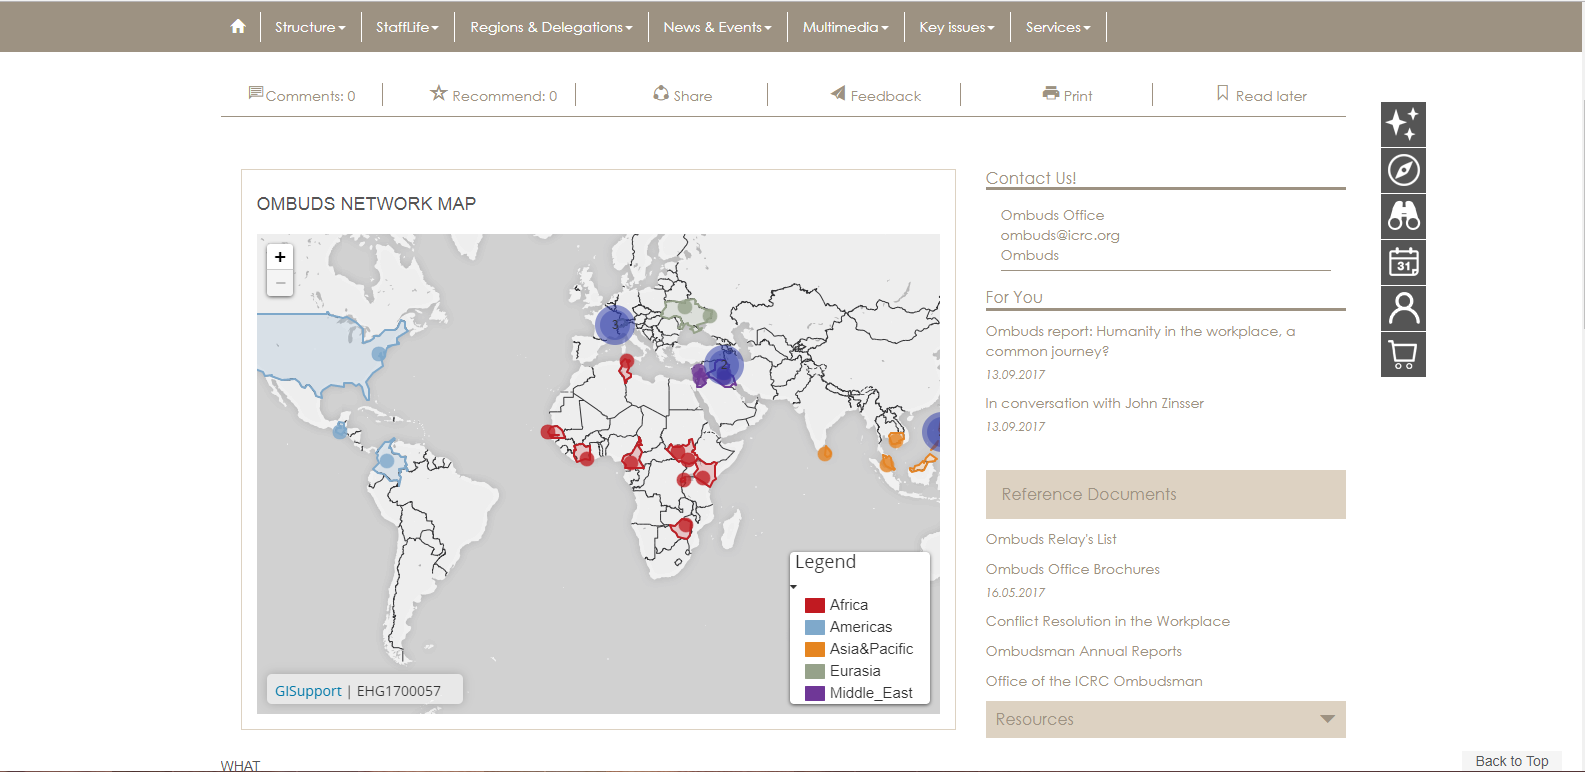 Structure
StaffLife
Regions & Delegations
News & Events
Multimedia
Key issues
Services
Comments: 0
Recommend: 0
Share
Feedback
Print
Read later
OMBUDS NETWORK MAP
+
−
3
Legend
Africa
Americas
Asia&Pacific
Eurasia
Middle_East
GISupport | EHG1700057
Contact Us!
Ombuds Office
ombuds@icrc.org
Ombuds
For You
Ombuds report: Humanity in the workplace, a
common journey?
13.09.2017
In conversation with John Zinsser
13.09.2017
Reference Documents
Ombuds Relay's List
Ombuds Office Brochures
16.05.2017
Conflict Resolution in the Workplace
Ombudsman Annual Reports
Office of the ICRC Ombudsman
Resources
31
WHAT
Back to Top